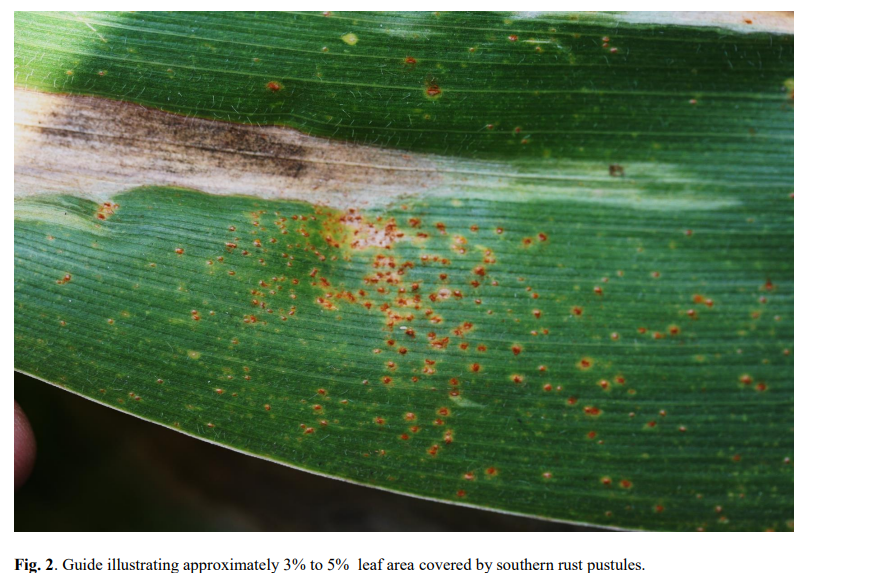 Fig. 2. Guide illustrating approximately 3% to 5% leaf area covered by southern rust pustules.